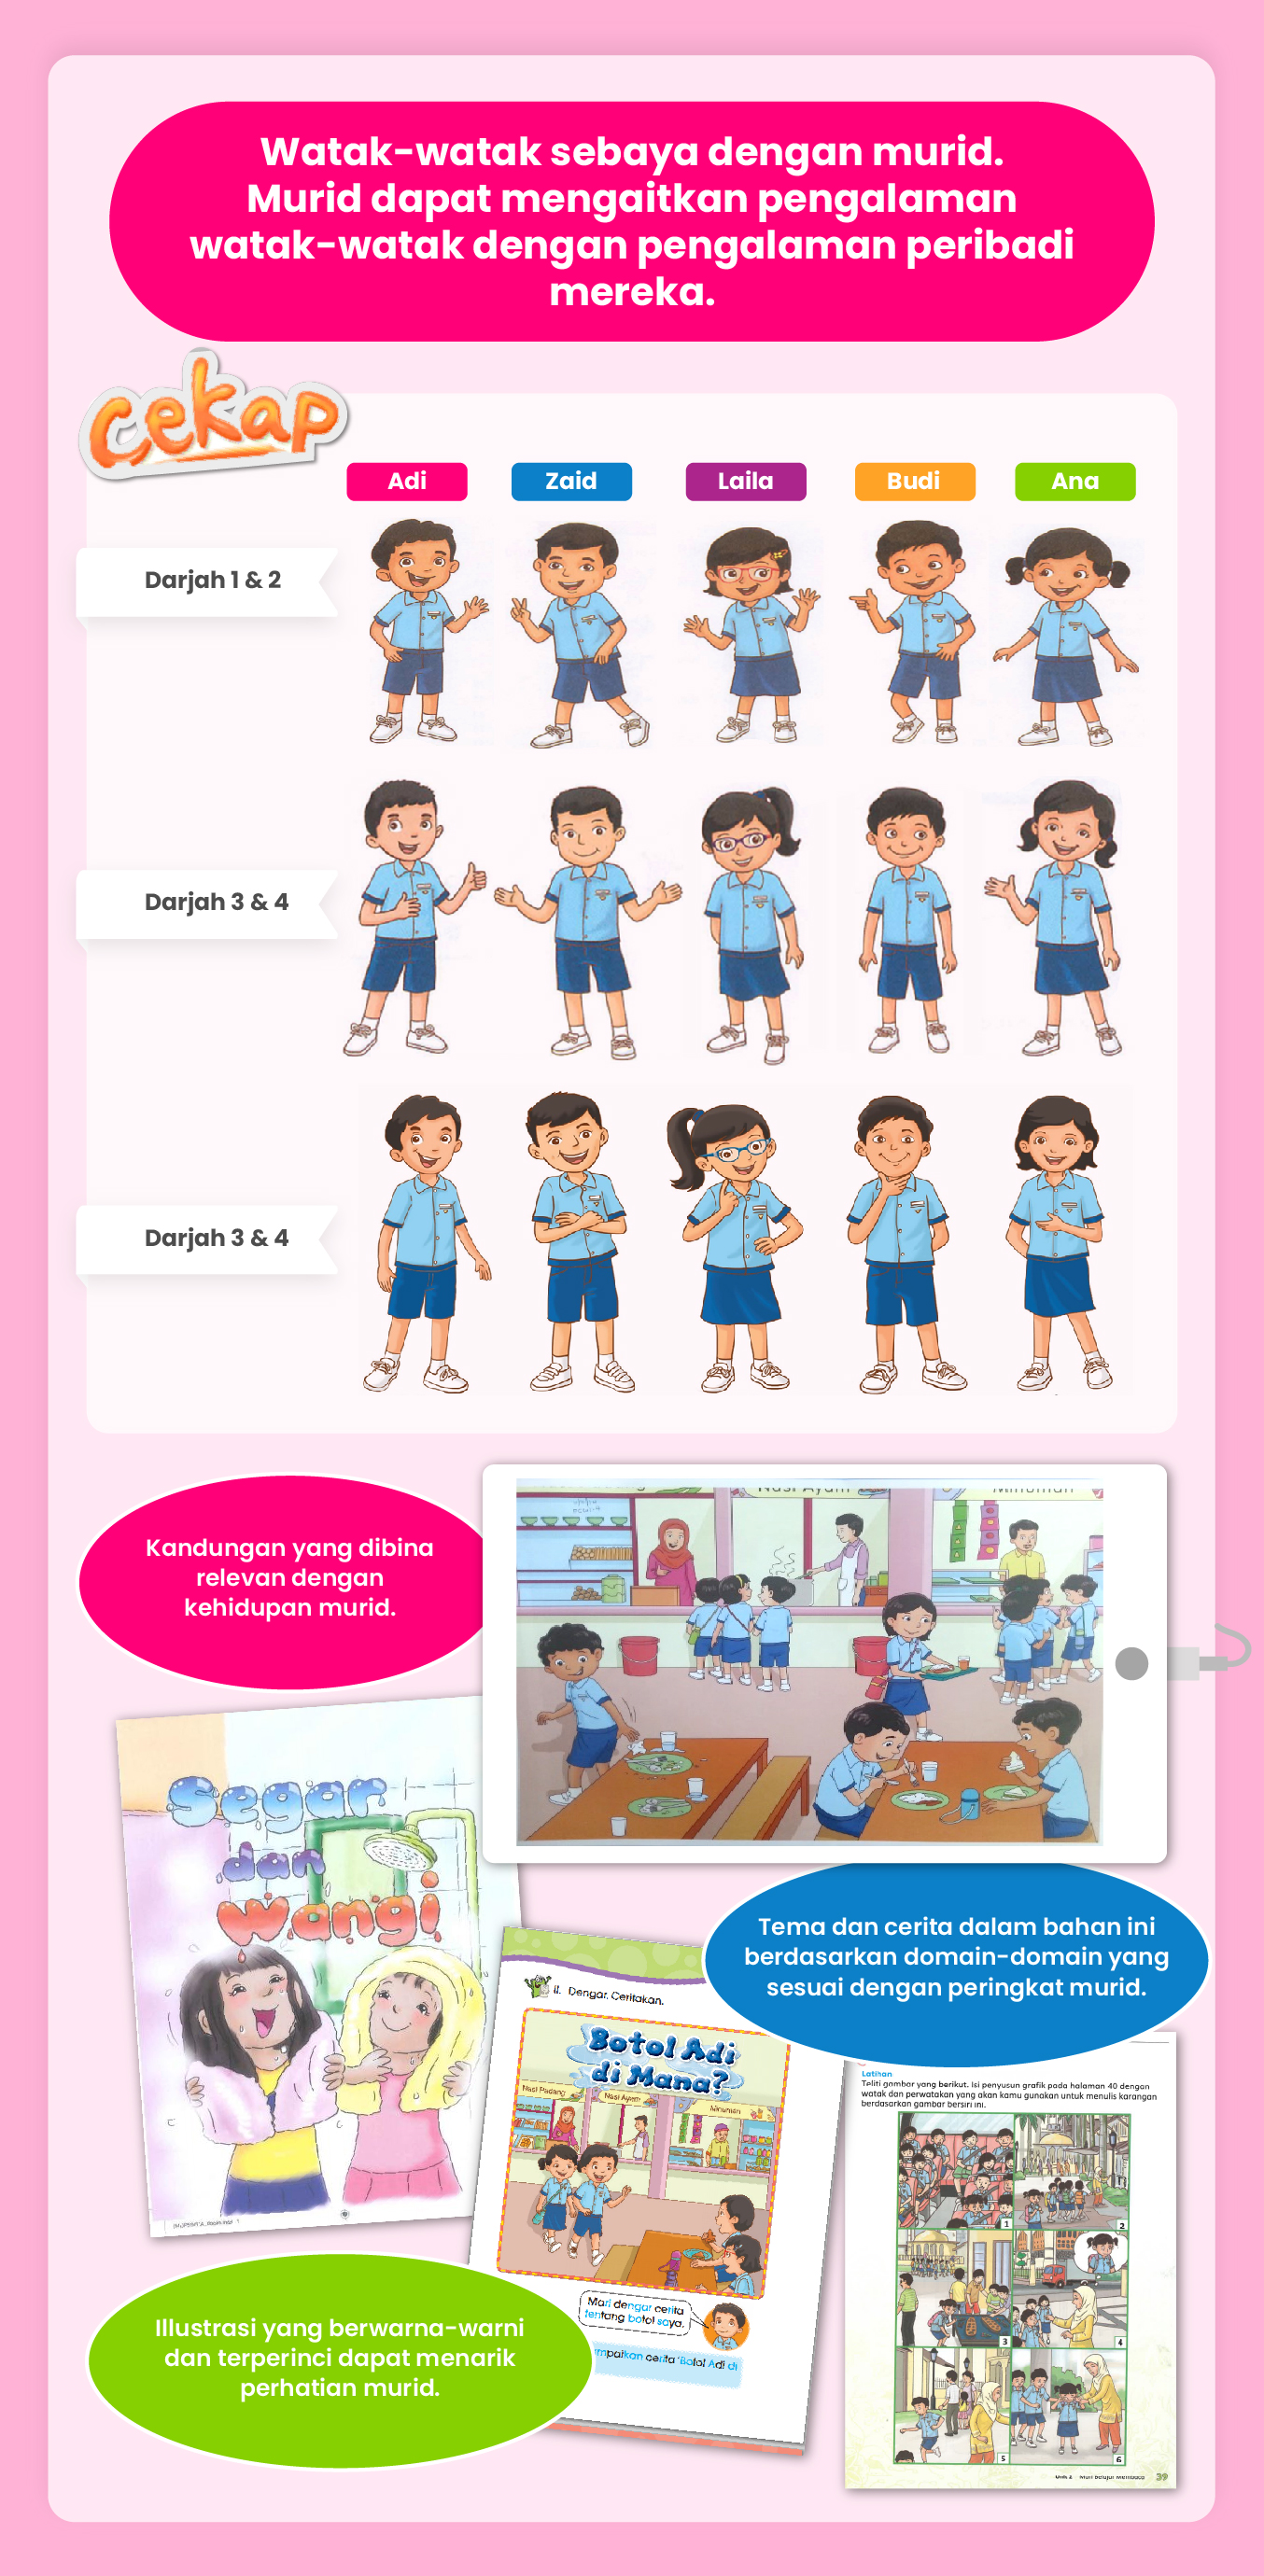 Watak-watak sebaya dengan murid.
Murid dapat mengaitkan pengalaman
watak-watak dengan pengalaman peribadi
mereka.
cekap
Adi
Zaid
Laila
Budi
Ana
Darjah 1 & 2
Darjah 3 & 4
Darjah 3 & 4
Kandungan yang dibina
relevan dengan
kehidupan murid.
Nasi Ayam
Minuman
Segar
dan
wangi
Tema dan cerita dalam bahan ini
berdasarkan domain-domain yang
sesuai dengan peringkat murid.
II. Dengar. Ceritakan.
Botol Adi
di Mana?
Nasi Padang
Nasi Ayam
Minuman
Mari dengar cerita
tentang botol saya.
mpaikan cerita 'Botol Adi di
Latihan
Teliti gambar yang berikut. Isi penyusun grafik pada halaman 40 dengan
watak dan perwatakan yang akan kamu gunakan untuk menulis karangan
berdasarkan gambar bersiri ini.
1
2
3
4
5
6
Mari Belajar Membaca 39
Illustrasi yang berwarna-warni
dan terperinci dapat menarik
perhatian murid.